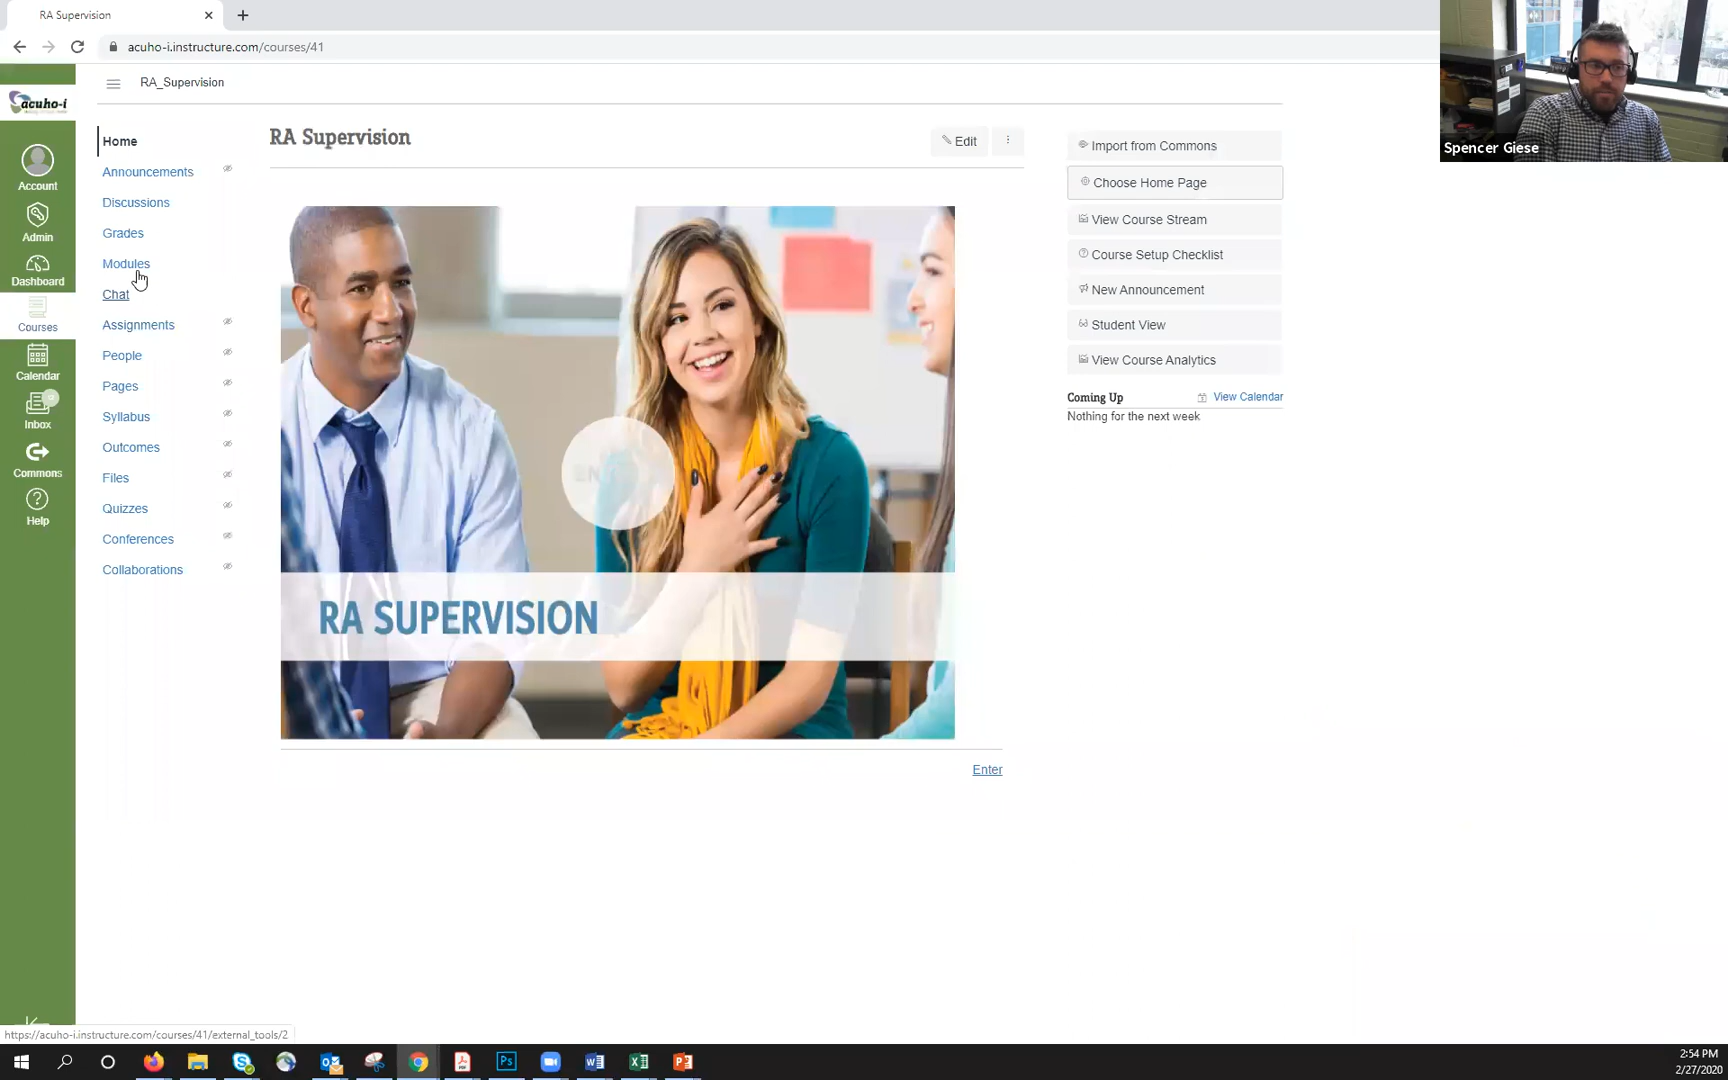 RA Supervision
acuho-i.instructure.com/courses/41
acuho-i
RA_Supervision
Spencer Giese
Account
Admin
Dashboard
Courses
Calendar
Inbox
Commons
Help
Home
Announcements
Discussions
Grades
Modules
Chat
Assignments
People
Pages
Syllabus
Outcomes
Files
Quizzes
Conferences
Collaborations
RA Supervision
Edit
RA SUPERVISION
Enter
Import from Commons
Choose Home Page
View Course Stream
Course Setup Checklist
New Announcement
Student View
View Course Analytics
Coming Up
View Calendar
Nothing for the next week
https://acuho-i.instructure.com/courses/41/external_tools/2
2:54 PM
2/27/2020